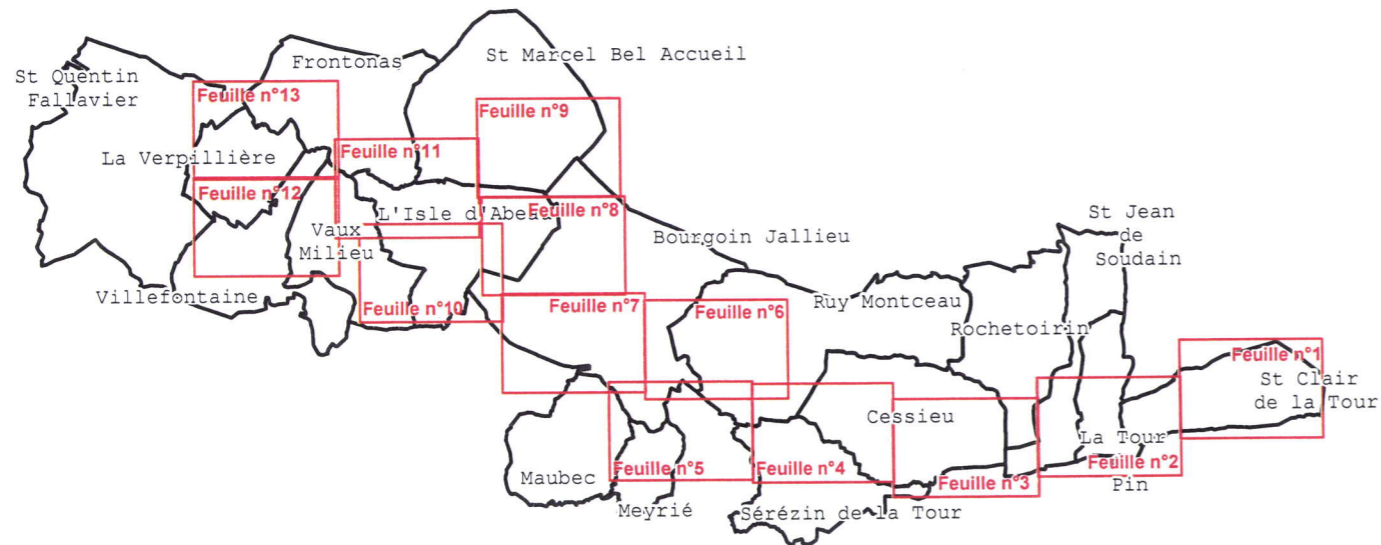 St Marcel Bel Accueil
Frontonas
St Quentin
Fallavier
Feuille n°13
Feuille n°9
Feuille n°11
La Verpillière
Feuille n°12
L'Isle d'Abeau
Feuille n°8
St Jean
de
Soudain
Vaux
Milieu
Bourgoin Jallieu
Villefontaine
Feuille n°10
Feuille n°7
Feuille n°6
Ruy Montceau
Rochetoirin
Feuille n°1
St Clair
de la Tour
Cessieu
La Tour
Feuille n°2
Pin
Maubec
Feuille n°5
Feuille n°4
Feuille n°3
Meyrié
Sérézin de la Tour